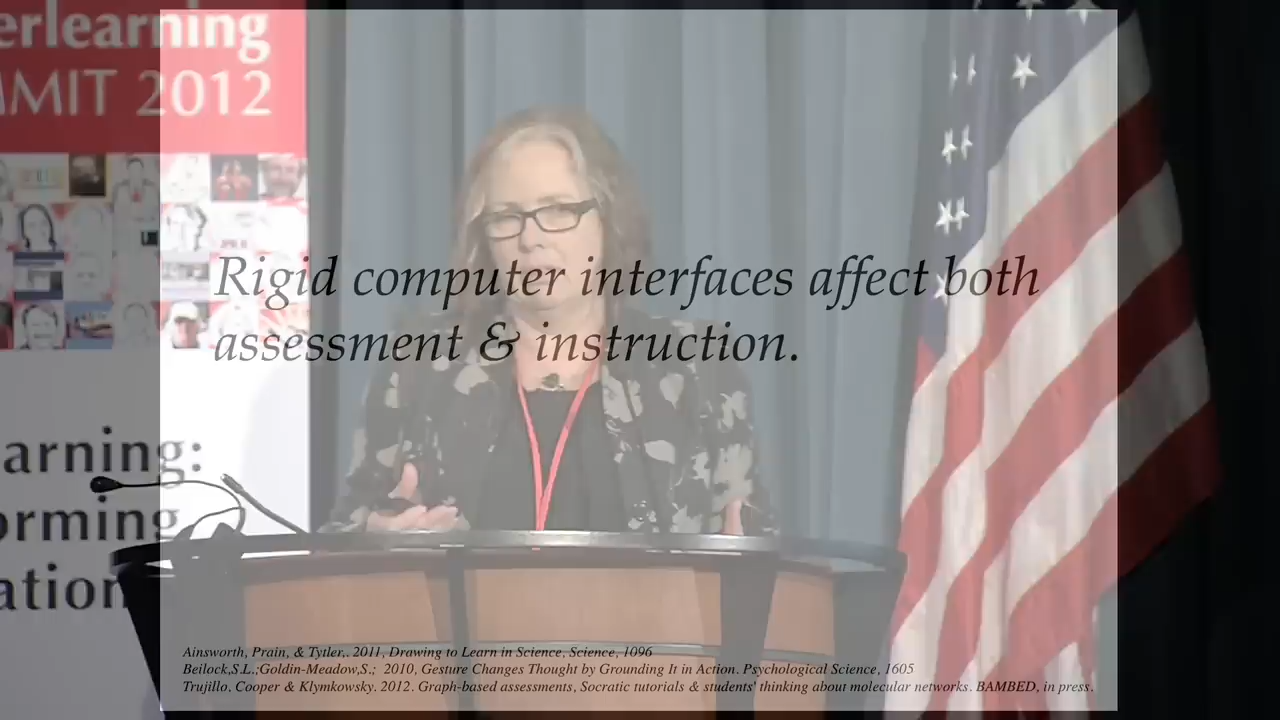 erlearning
MMIT 2012
Rigid computer interfaces affect both
assessment & instruction.
arning:
orming
ation
Ainsworth, Prain, & Tytler,. 2011, Drawing to Learn in Science, Science, 1096
Beilock,S.L.;Goldin-Meadow,S.; 2010, Gesture Changes Thought by Grounding It in Action. Psychological Science, 1605
Trujillo, Cooper & Klymkowsky. 2012. Graph-based assessments, Socratic tutorials & students' thinking about molecular networks. BAMBED, in press.